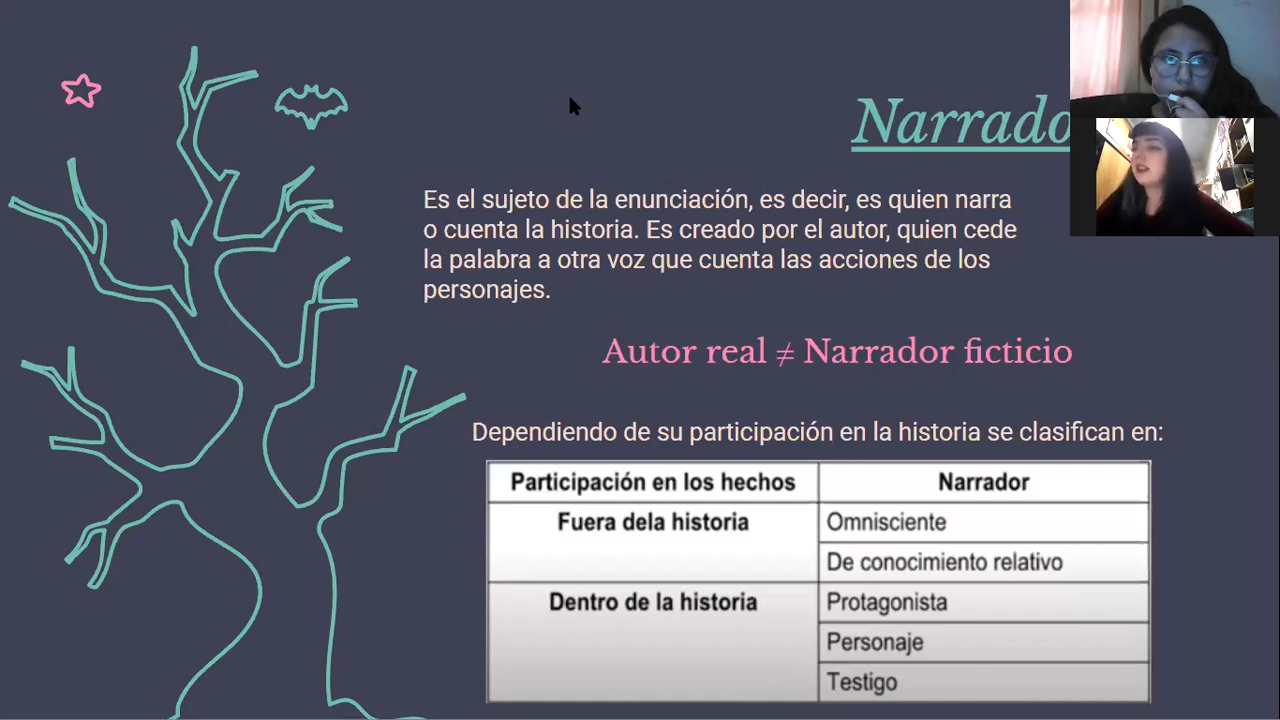 Narrado
Es el sujeto de la enunciación, es decir, es quien narra
o cuenta la historia. Es creado por el autor, quien cede
la palabra a otra voz que cuenta las acciones de los
personajes.
Autor real ≠ Narrador ficticio
Dependiendo de su participación en la historia se clasifican en:
Participación en los hechos Narrador
Fuera dela historia Omnisciente
De conocimiento relativo
Dentro de la historia Protagonista
Personaje
Testigo